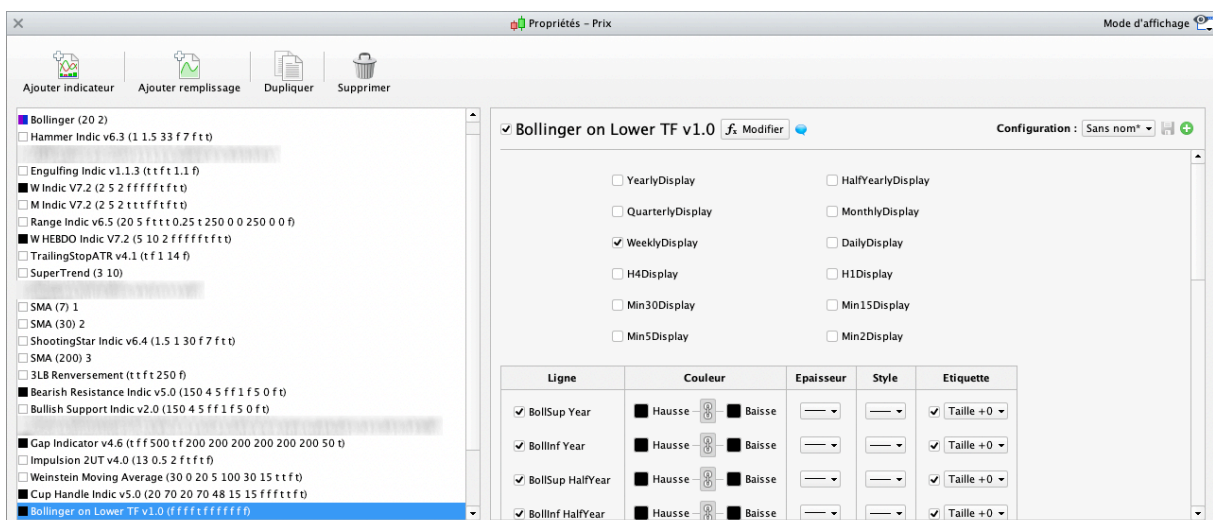 Propriétés – Prix
Mode d'affichage
Ajouter indicateur
Ajouter remplissage
Dupliquer
Supprimer
Bollinger (20 2)
Hammer Indic v6.3 (1 1.5 33 f 7 f t t)
Engulfing Indic v1.1.3 (t t f t 1.1 f)
W Indic V7.2 (2 5 2 f f f f f t f t t)
M Indic V7.2 (2 5 2 t t t f f t f t)
Range Indic v6.5 (20 5 f t t t 0.25 t 250 0 0 250 0 0 f)
W HEBDO Indic V7.2 (5 10 2 f f f f f t f t t)
TrailingStopATR v4.1 (t f 1 14 f)
SuperTrend (3 10)
SMA (7) 1
SMA (30) 2
ShootingStar Indic v6.4 (1.5 1 30 f 7 f t t)
SMA (200) 3
3LB Renversement (t t f t 250 f)
Bearish Resistance Indic v5.0 (150 4 5 f f 1 f 5 0 f t)
Bullish Support Indic v2.0 (150 4 5 f f 1 f 5 0 f t)
Gap Indicator v4.6 (t f f 500 t f 200 200 200 200 200 200 50 t)
Impulsion 2UT v4.0 (13 0.5 2 f t f t f)
Weinstein Moving Average (30 0 20 5 100 30 15 t t f t)
Cup Handle Indic v5.0 (20 70 20 70 48 15 15 f f f t t f t)
Bollinger on Lower TF v1.0 (f f f f t f f f f f f f)
Bollinger on Lower TF v1.0
fx Modifier
Configuration : Sans nom*
YearlyDisplay
HalfYearlyDisplay
QuarterlyDisplay
MonthlyDisplay
WeeklyDisplay
DailyDisplay
H4Display
H1Display
Min30Display
Min15Display
Min5Display
Min2Display
Ligne Couleur Epaisseur Style Etiquette
BollSup Year Hausse Baisse Taille +0
BollInf Year Hausse Baisse Taille +0
BollSup HalfYear Hausse Baisse Taille +0
BollInf HalfYear Hausse Baisse Taille +0